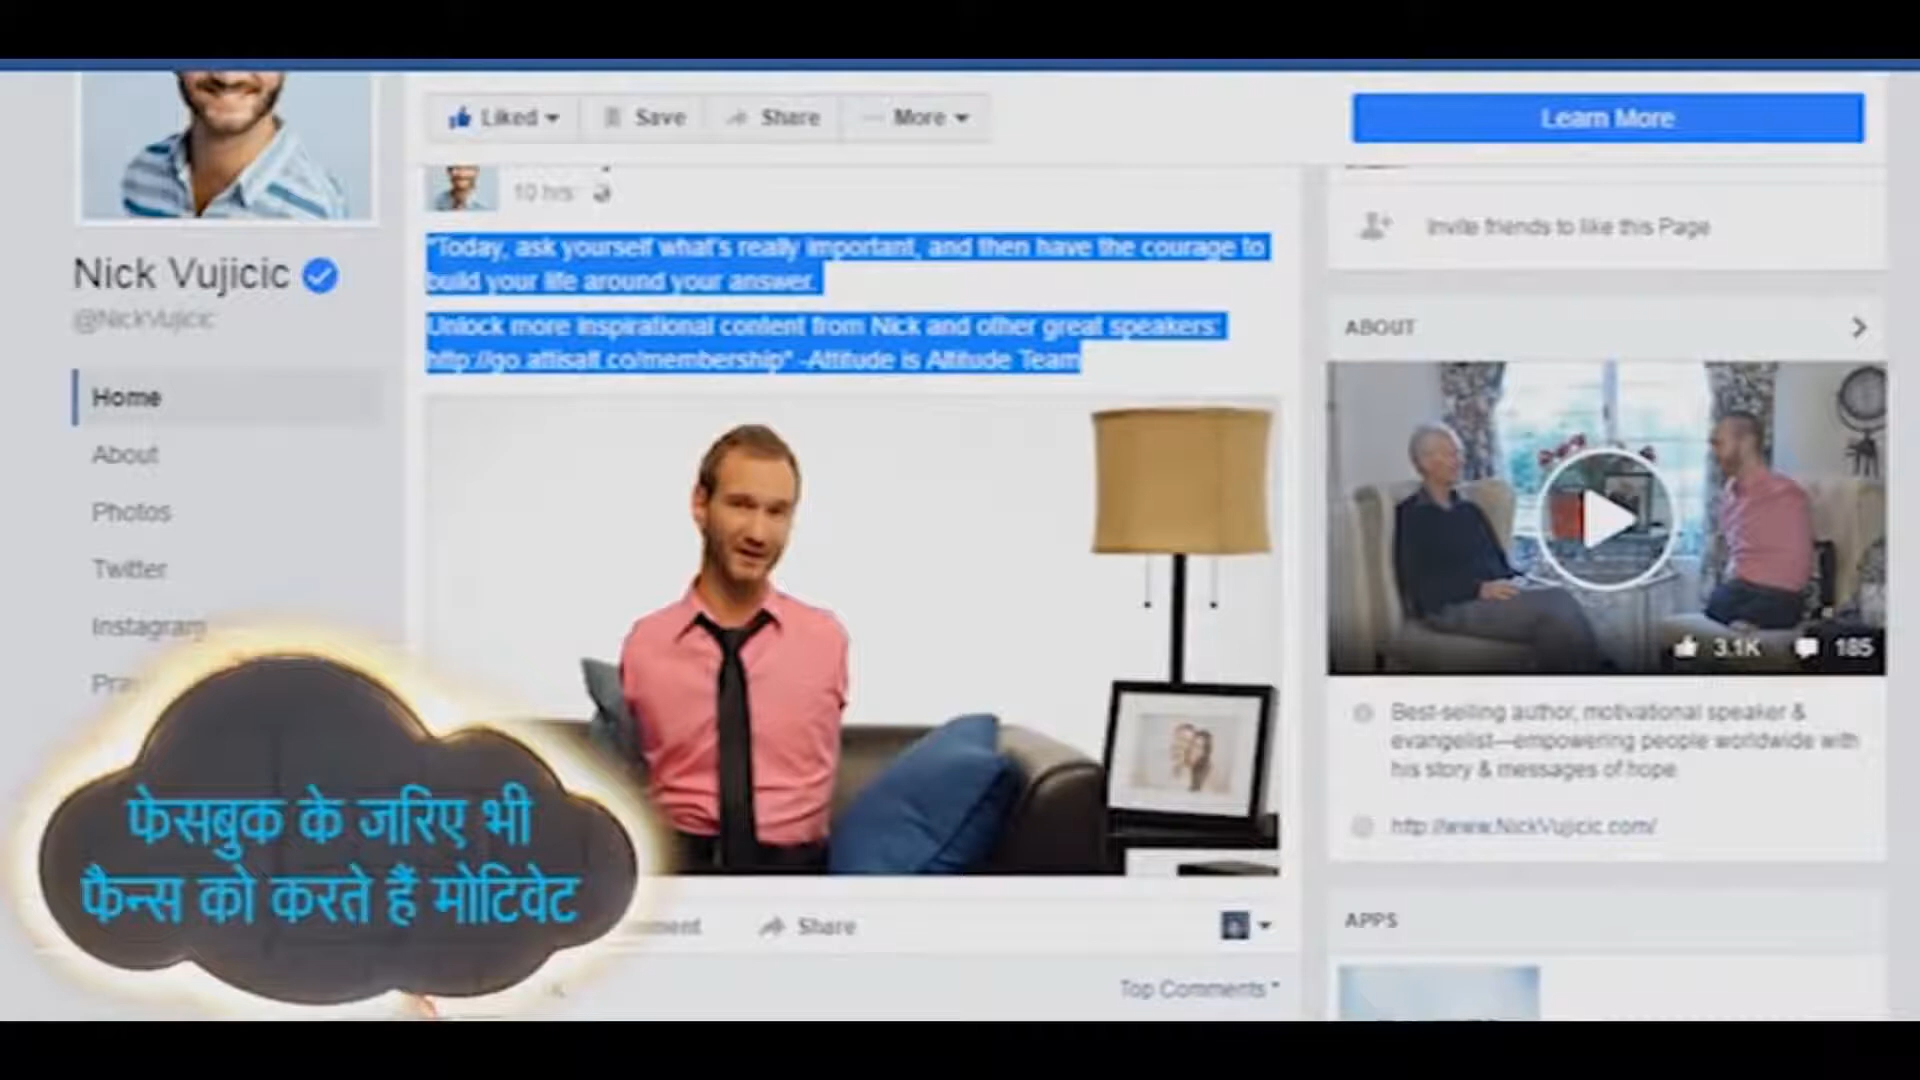 Liked
Save
Share
More
Learn More
10 hrs
Invite friends to like this Page
"Today, ask yourself what's really important, and then have the courage to
build your life around your answer.
Unlock more inspirational content from Nick and other great speakers:
http://go.attisalt.co/membership" -Attitude is Altitude Team
Nick Vujicic
@NickVujicic
Home
About
Photos
Twitter
Instagram
ABOUT
3.1K
185
Best-selling author, motivational speaker &
evangelist—empowering people worldwide with
his story & messages of hope
http://www.NickVujicic.com/
फेसबुक के जरिए भी
फैन्स को करते हैं मोटिवेट
Share
APPS
Top Comments